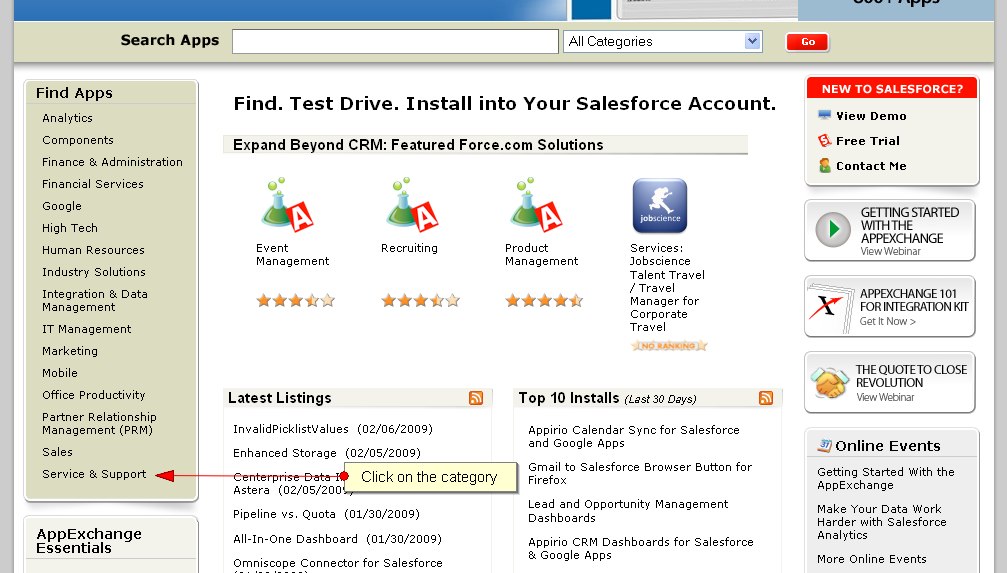 800+ Apps
Search Apps
All Categories
Go
Find Apps
Analytics
Components
Finance & Administration
Financial Services
Google
High Tech
Human Resources
Industry Solutions
Integration & Data
Management
IT Management
Marketing
Mobile
Office Productivity
Partner Relationship
Management (PRM)
Sales
Service & Support
AppExchange
Essentials
Find. Test Drive. Install into Your Salesforce Account.
Expand Beyond CRM: Featured Force.com Solutions
Event
Management
Recruiting
Product
Management
jobscience
Services:
Jobscience
Talent Travel
/ Travel
Manager for
Corporate
Travel
NO RANKING
Latest Listings
InvalidPicklistValues (02/06/2009)
Enhanced Storage (02/05/2009)
Centerprise Data
Astera (02/05/2009)
Click on the category
Pipeline vs. Quota (01/30/2009)
All-In-One Dashboard (01/30/2009)
Omniscope Connector for Salesforce
Top 10 Installs (Last 30 Days)
Appirio Calendar Sync for Salesforce
and Google Apps
Gmail to Salesforce Browser Button for
Firefox
Lead and Opportunity Management
Dashboards
Appirio CRM Dashboards for Salesforce
& Google Apps
NEW TO SALESFORCE?
View Demo
Free Trial
Contact Me
GETTING STARTED
WITH THE
APPEXCHANGE
View Webinar
APPEXCHANGE 101
FOR INTEGRATION KIT
Get It Now >
THE QUOTE TO CLOSE
REVOLUTION
View Webinar
Online Events
Getting Started With the
AppExchange
Make Your Data Work
Harder with Salesforce
Analytics
More Online Events